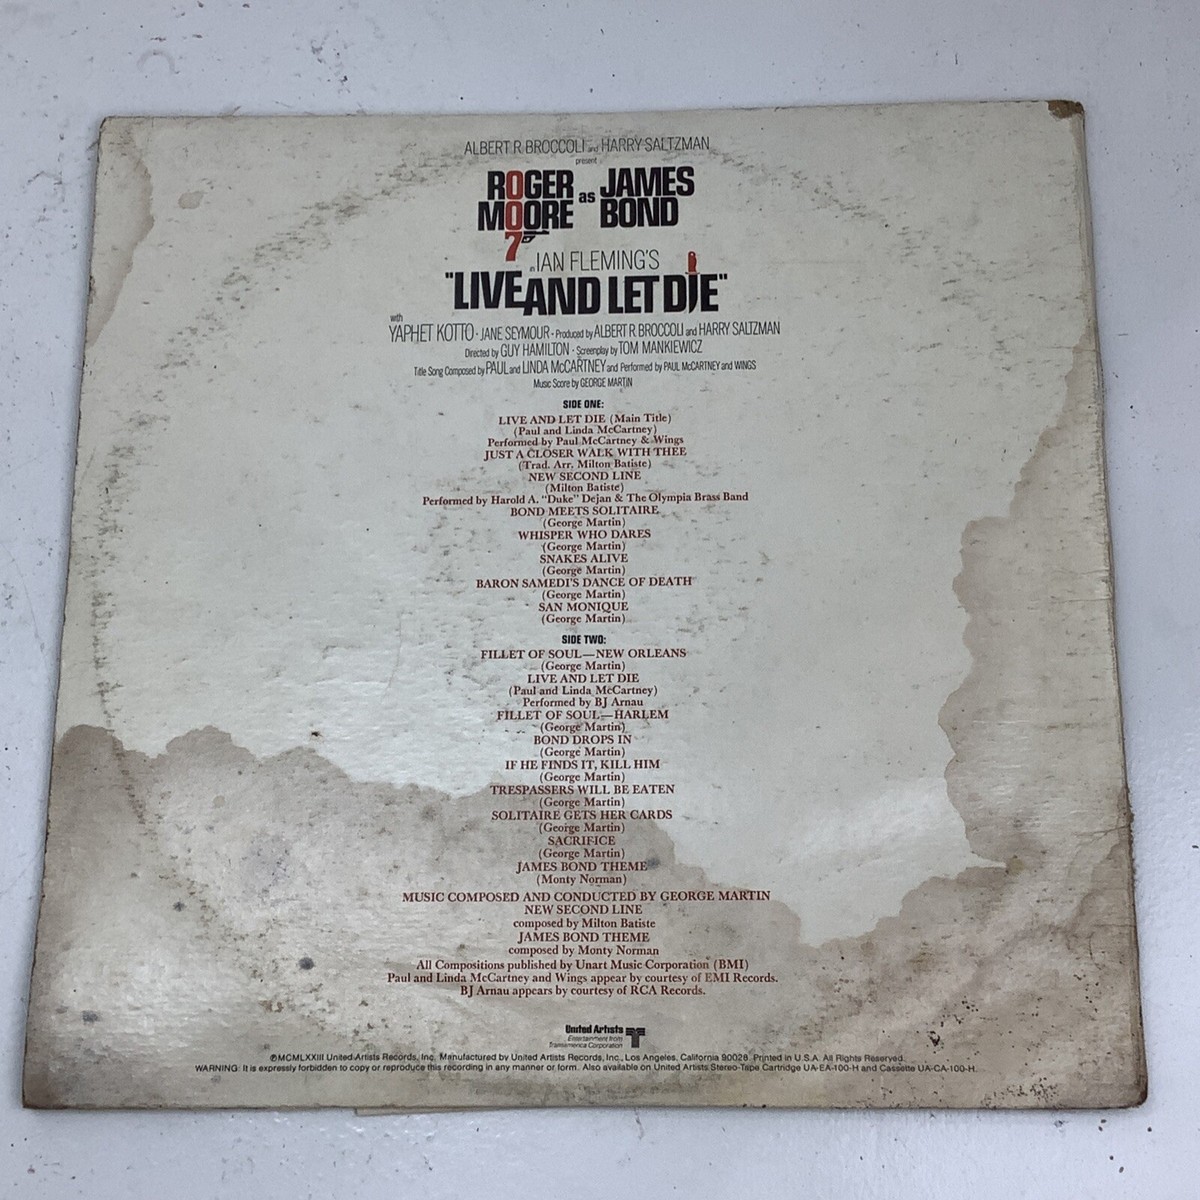 ALBERT R. BROCCOLI and HARRY SALTZMAN
present
ROGER MOORE as JAMES BOND
007
in IAN FLEMING'S
"LIVE AND LET DIE"
with
YAPHET KOTTO · JANE SEYMOUR · Produced by ALBERT R. BROCCOLI and HARRY SALTZMAN
Directed by GUY HAMILTON · Screenplay by TOM MANKIEWICZ
Title Song Composed by PAUL and LINDA McCARTNEY and Performed by PAUL McCARTNEY and WINGS
Music Score by GEORGE MARTIN
SIDE ONE:
LIVE AND LET DIE (Main Title)
(Paul and Linda McCartney)
Performed by Paul McCartney & Wings
JUST A CLOSER WALK WITH THEE
(Trad. Arr. Milton Batiste)
NEW SECOND LINE
(Milton Batiste)
Performed by Harold A. "Duke" Dejan & The Olympia Brass Band
BOND MEETS SOLITAIRE
(George Martin)
WHISPER WHO DARES
(George Martin)
SNAKES ALIVE
(George Martin)
BARON SAMEDI'S DANCE OF DEATH
(George Martin)
SAN MONIQUE
(George Martin)
SIDE TWO:
FILLET OF SOUL—NEW ORLEANS
(George Martin)
LIVE AND LET DIE
(Paul and Linda McCartney)
Performed by BJ Arnau
FILLET OF SOUL—HARLEM
(George Martin)
BOND DROPS IN
(George Martin)
IF HE FINDS IT, KILL HIM
(George Martin)
TRESPASSERS WILL BE EATEN
(George Martin)
SOLITAIRE GETS HER CARDS
(George Martin)
SACRIFICE
(George Martin)
JAMES BOND THEME
(Monty Norman)
MUSIC COMPOSED AND CONDUCTED BY GEORGE MARTIN
NEW SECOND LINE
composed by Milton Batiste
JAMES BOND THEME
composed by Monty Norman
All Compositions published by Unart Music Corporation (BMI)
Paul and Linda McCartney and Wings appear by courtesy of EMI Records.
BJ Arnau appears by courtesy of RCA Records.
United Artists
Entertainment from
Transamerica Corporation
℗MCMLXXIII United Artists Records, Inc. Manufactured by United Artists Records, Inc., Los Angeles, California 90028. Printed in U.S.A. All Rights Reserved.
WARNING: It is expressly forbidden to copy or reproduce this recording in any manner or form. Also available on United Artists Stereo-Tape Cartridge UA-EA-100-H and Cassette UA-CA-100-H.